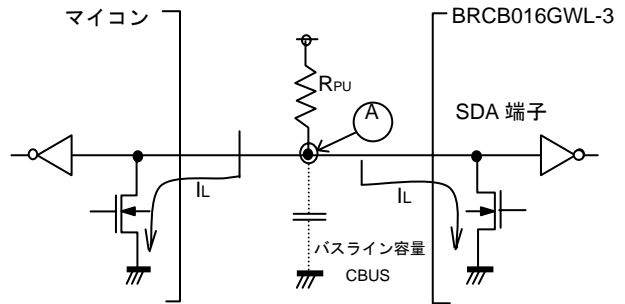 マイコン
BRCB016GWL-3
RPU
A
SDA 端子
IL
IL
バスライン容量
CBUS